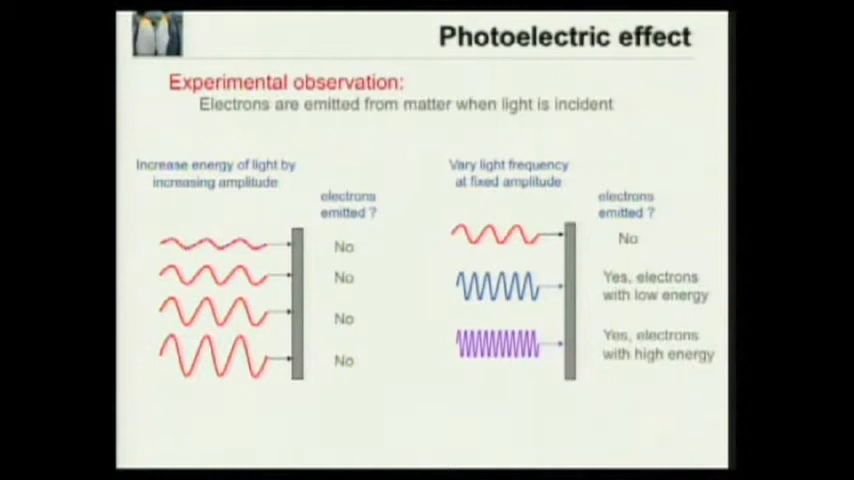 Photoelectric effect
Experimental observation:
Electrons are emitted from matter when light is incident
Increase energy of light by
increasing amplitude
electrons
emitted ?
No
No
No
No
Vary light frequency
at fixed amplitude
electrons
emitted ?
No
Yes, electrons
with low energy
Yes, electrons
with high energy